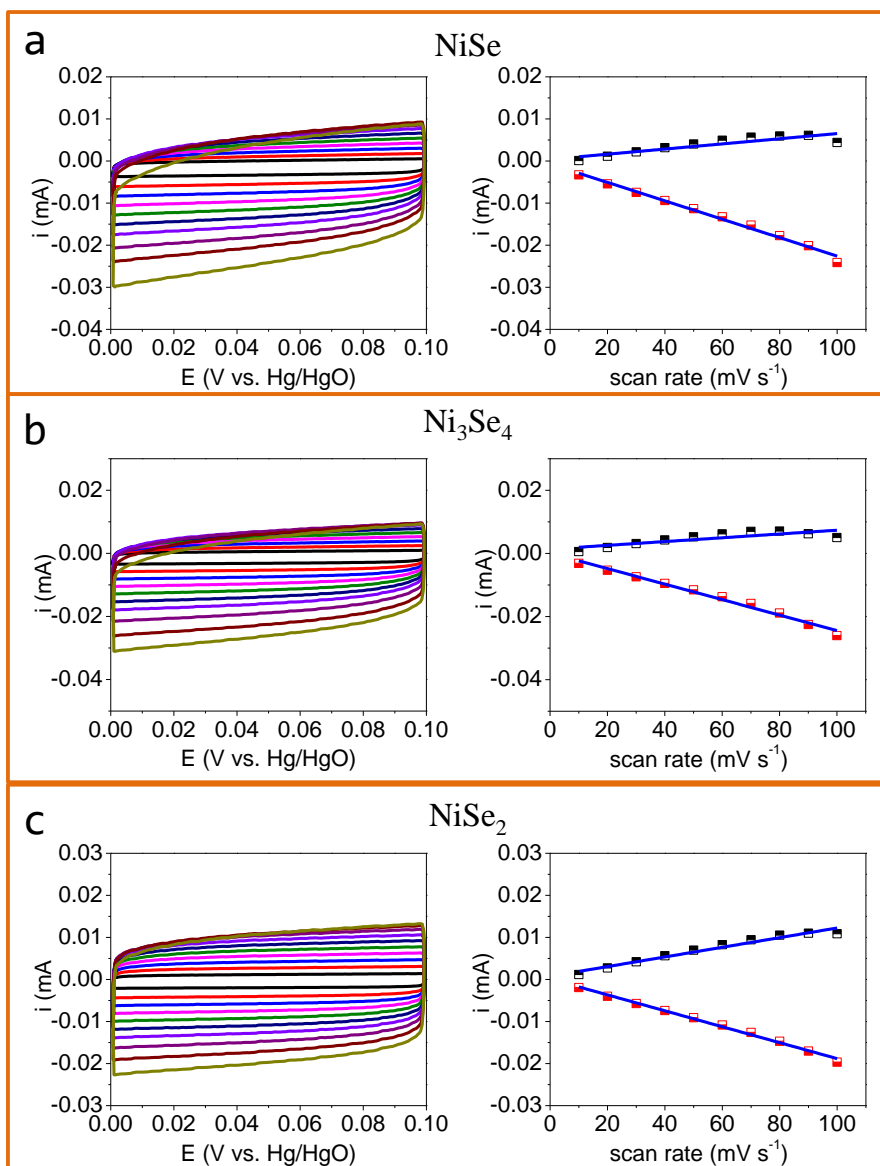 a
NiSe
0.02
0.01
0.00
-0.01
-0.02
-0.03
-0.04
i (mA)
0.00 0.02 0.04 0.06 0.08 0.10
E (V vs. Hg/HgO)
0.02
0.01
0.00
-0.01
-0.02
-0.03
-0.04
i (mA)
0 20 40 60 80 100
scan rate (mV s⁻¹)
b
Ni₃Se₄
0.02
0.00
-0.02
-0.04
i (mA)
0.00 0.02 0.04 0.06 0.08 0.10
E (V vs. Hg/HgO)
0.02
0.00
-0.02
-0.04
i (mA)
0 20 40 60 80 100
scan rate (mV s⁻¹)
c
NiSe₂
0.03
0.02
0.01
0.00
-0.01
-0.02
-0.03
i (mA
0.00 0.02 0.04 0.06 0.08 0.10
E (V vs. Hg/HgO)
0.03
0.02
0.01
0.00
-0.01
-0.02
-0.03
i (mA)
0 20 40 60 80 100
scan rate (mV s⁻¹)